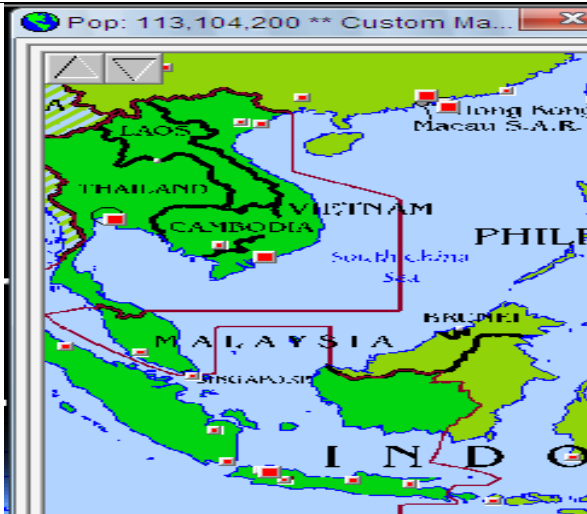 Pop: 113,104,200 ** Custom Ma...
A
LAOS
Hong Kong
Macau S.A.R.
THAILAND
VIETNAM
CAMBODIA
PHILI
South China
Sea
BRUNEI
MALAYSIA
SINGAPORE
INDO